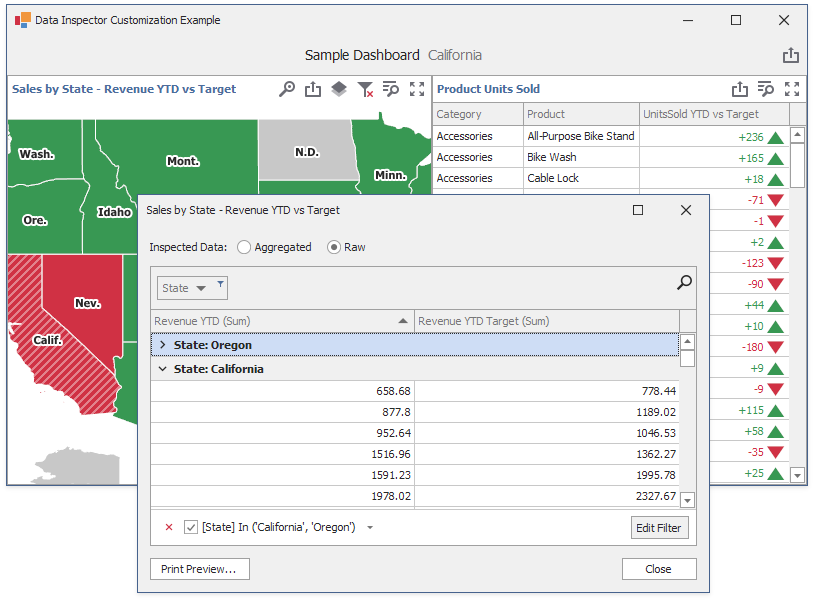 Data Inspector Customization Example
Sample Dashboard California
Sales by State - Revenue YTD vs Target
Product Units Sold
Category Product UnitsSold YTD vs Target
Accessories All-Purpose Bike Stand +236
Accessories Bike Wash +165
Accessories Cable Lock +18
-71
-1
+2
-123
-90
+44
+10
-180
+9
-9
+115
+58
-35
+25
Wash.
Mont.
N.D.
Minn.
Ore.
Idaho
Nev.
Calif.
Sales by State - Revenue YTD vs Target
Inspected Data: Aggregated Raw
State
Revenue YTD (Sum) Revenue YTD Target (Sum)
State: Oregon
State: California
658.68 778.44
877.8 1189.02
952.64 1046.53
1516.96 1362.27
1591.23 1995.78
1978.02 2327.67
[State] In ('California', 'Oregon')
Edit Filter
Print Preview...
Close